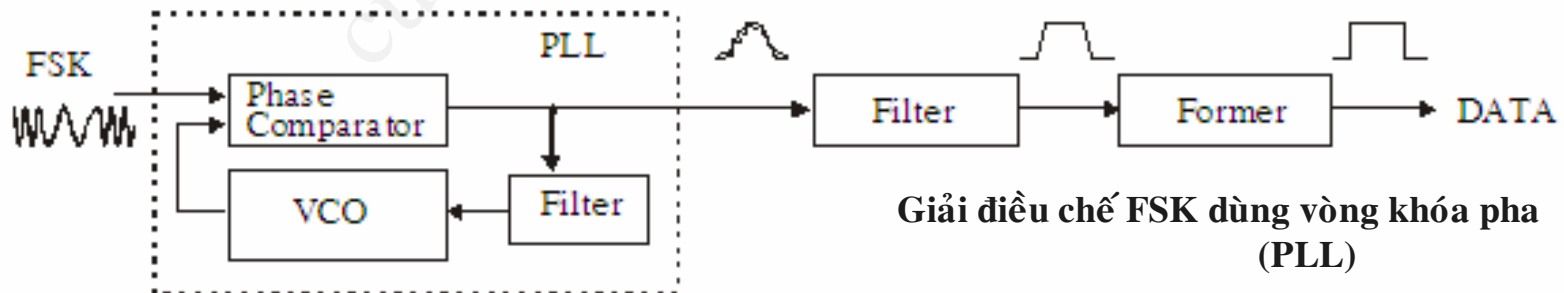 FSK
PLL
Phase
Comparator
VCO
Filter
Filter
Former
DATA
Giải điều chế FSK dùng vòng khóa pha
(PLL)